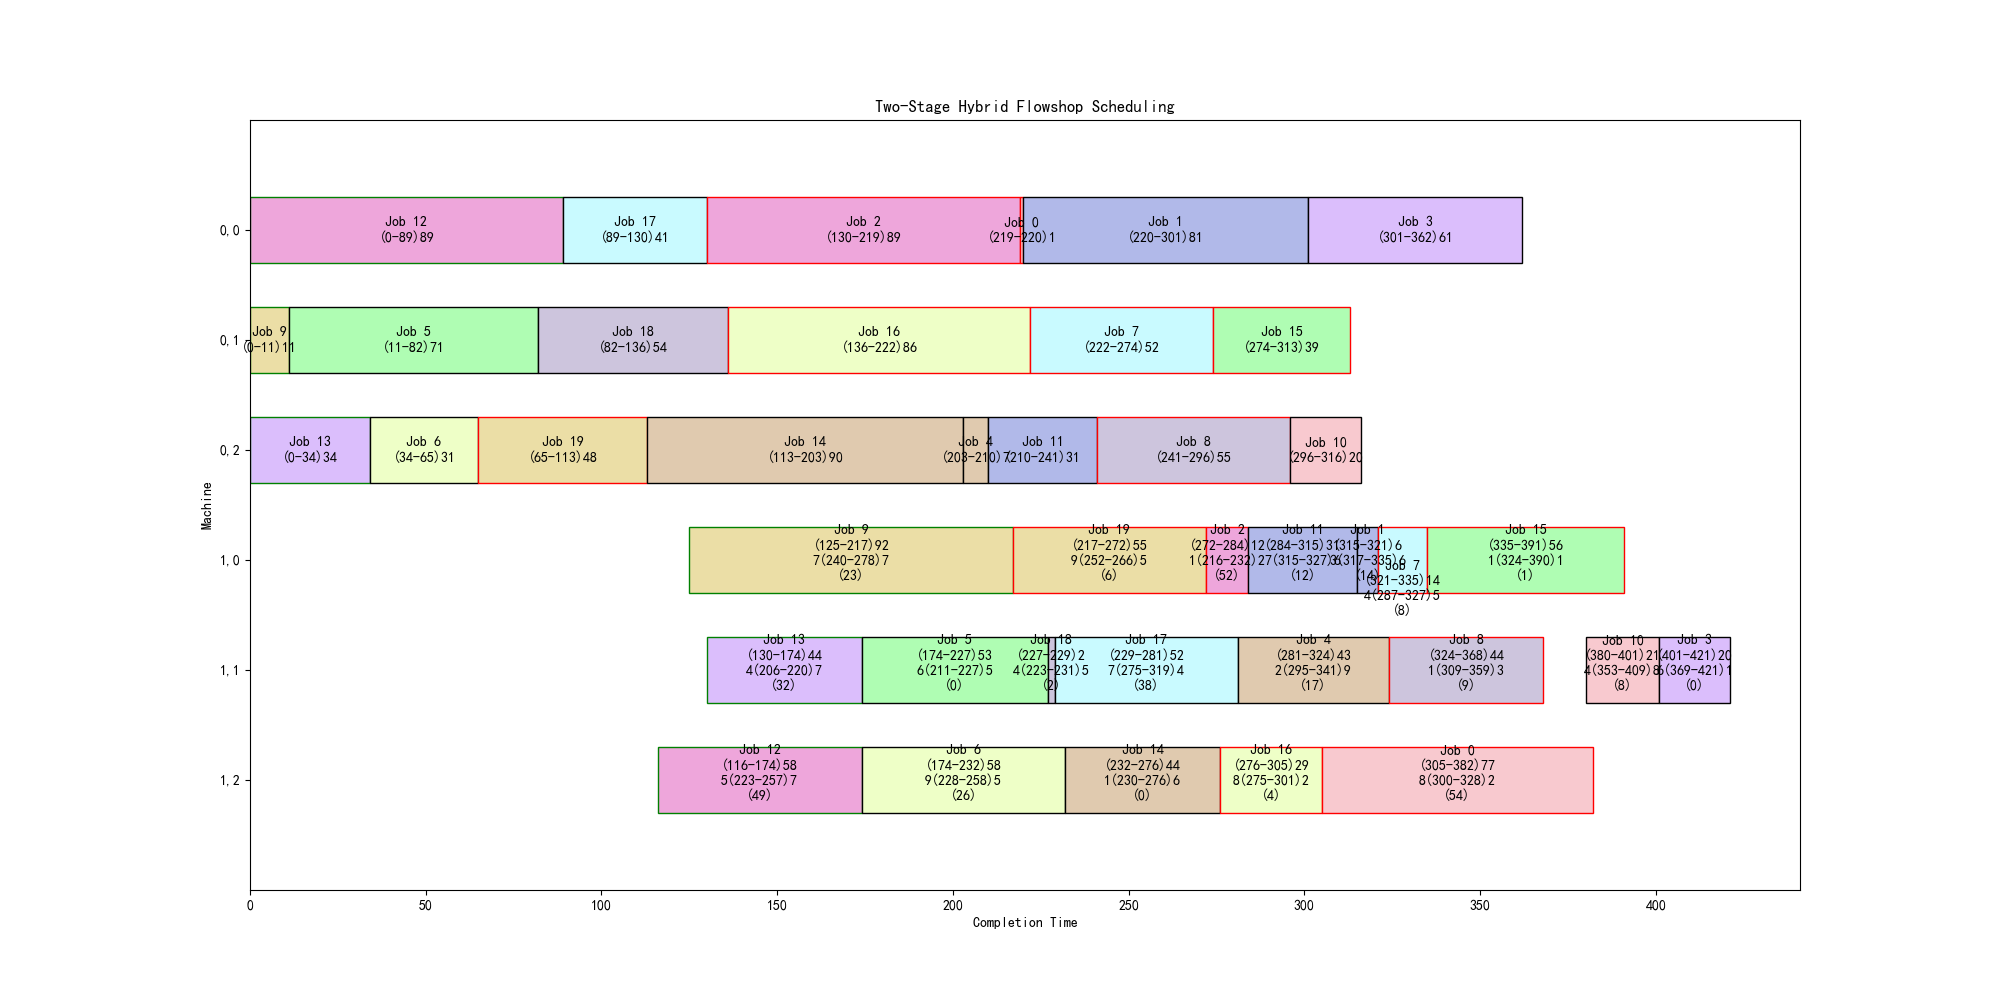 Two-Stage Hybrid Flowshop Scheduling
Job 12
(0-89)89
Job 17
(89-130)41
Job 2
(130-219)89
Job 0
(219-220)1
Job 1
(220-301)81
Job 3
(301-362)61
0,0
Job 9
(0-11)11
Job 5
(11-82)71
Job 18
(82-136)54
Job 16
(136-222)86
Job 7
(222-274)52
Job 15
(274-313)39
0,1
Job 13
(0-34)34
Job 6
(34-65)31
Job 19
(65-113)48
Job 14
(113-203)90
Job 4
(203-210)7
Job 11
(210-241)31
Job 8
(241-296)55
Job 10
(296-316)20
0,2
Job 9
(125-217)92
7(240-278)7
(23)
Job 19
(217-272)55
9(252-266)5
(6)
Job 2
(272-284)12
1(216-232)2
(52)
Job 11
(284-315)31
(12)
Job 1
(315-321)6
(14)
Job 7
(321-335)14
4(287-327)5
(8)
Job 15
(335-391)56
1(324-390)1
(1)
1,0
Job 13
(130-174)44
4(206-220)7
(32)
Job 5
(174-227)53
6(211-227)5
(0)
Job 18
(227-229)2
4(223-231)5
(2)
Job 17
(229-281)52
7(275-319)4
(38)
Job 4
(281-324)43
2(295-341)9
(17)
Job 8
(324-368)44
1(309-359)3
(9)
Job 10
(380-401)21
4(353-409)8
(8)
Job 3
(401-421)20
(0)
1,1
Job 12
(116-174)58
5(223-257)7
(49)
Job 6
(174-232)58
9(228-258)5
(26)
Job 14
(232-276)44
1(230-276)6
(0)
Job 16
(276-305)29
8(275-301)2
(4)
Job 0
(305-382)77
8(300-328)2
(54)
1,2
Machine
0
50
100
150
200
250
300
350
400
Completion Time